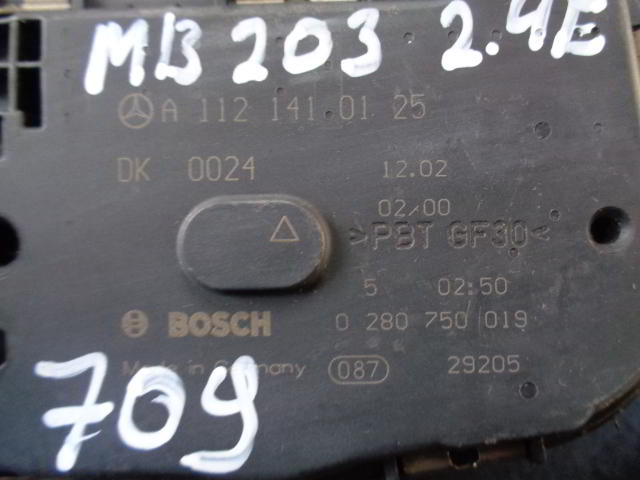 MB 203 2.4E
A 112 141 01 25
DK 0024 12.02
02/00
>PBT GF30<
5 02:50
BOSCH 0 280 750 019
Made in Germany 087 29205
709